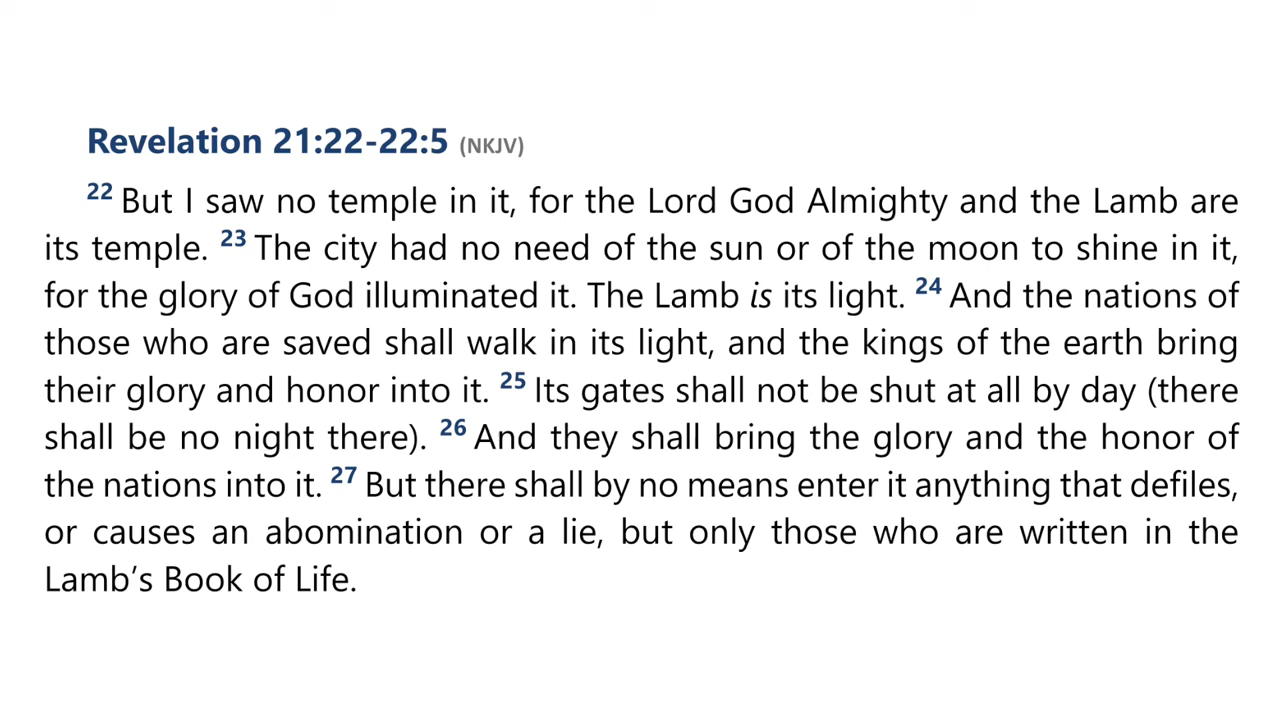 Revelation 21:22-22:5 (NKJV)
22 But I saw no temple in it, for the Lord God Almighty and the Lamb are
its temple. 23 The city had no need of the sun or of the moon to shine in it,
for the glory of God illuminated it. The Lamb is its light. 24 And the nations of
those who are saved shall walk in its light, and the kings of the earth bring
their glory and honor into it. 25 Its gates shall not be shut at all by day (there
shall be no night there). 26 And they shall bring the glory and the honor of
the nations into it. 27 But there shall by no means enter it anything that defiles,
or causes an abomination or a lie, but only those who are written in the
Lamb’s Book of Life.